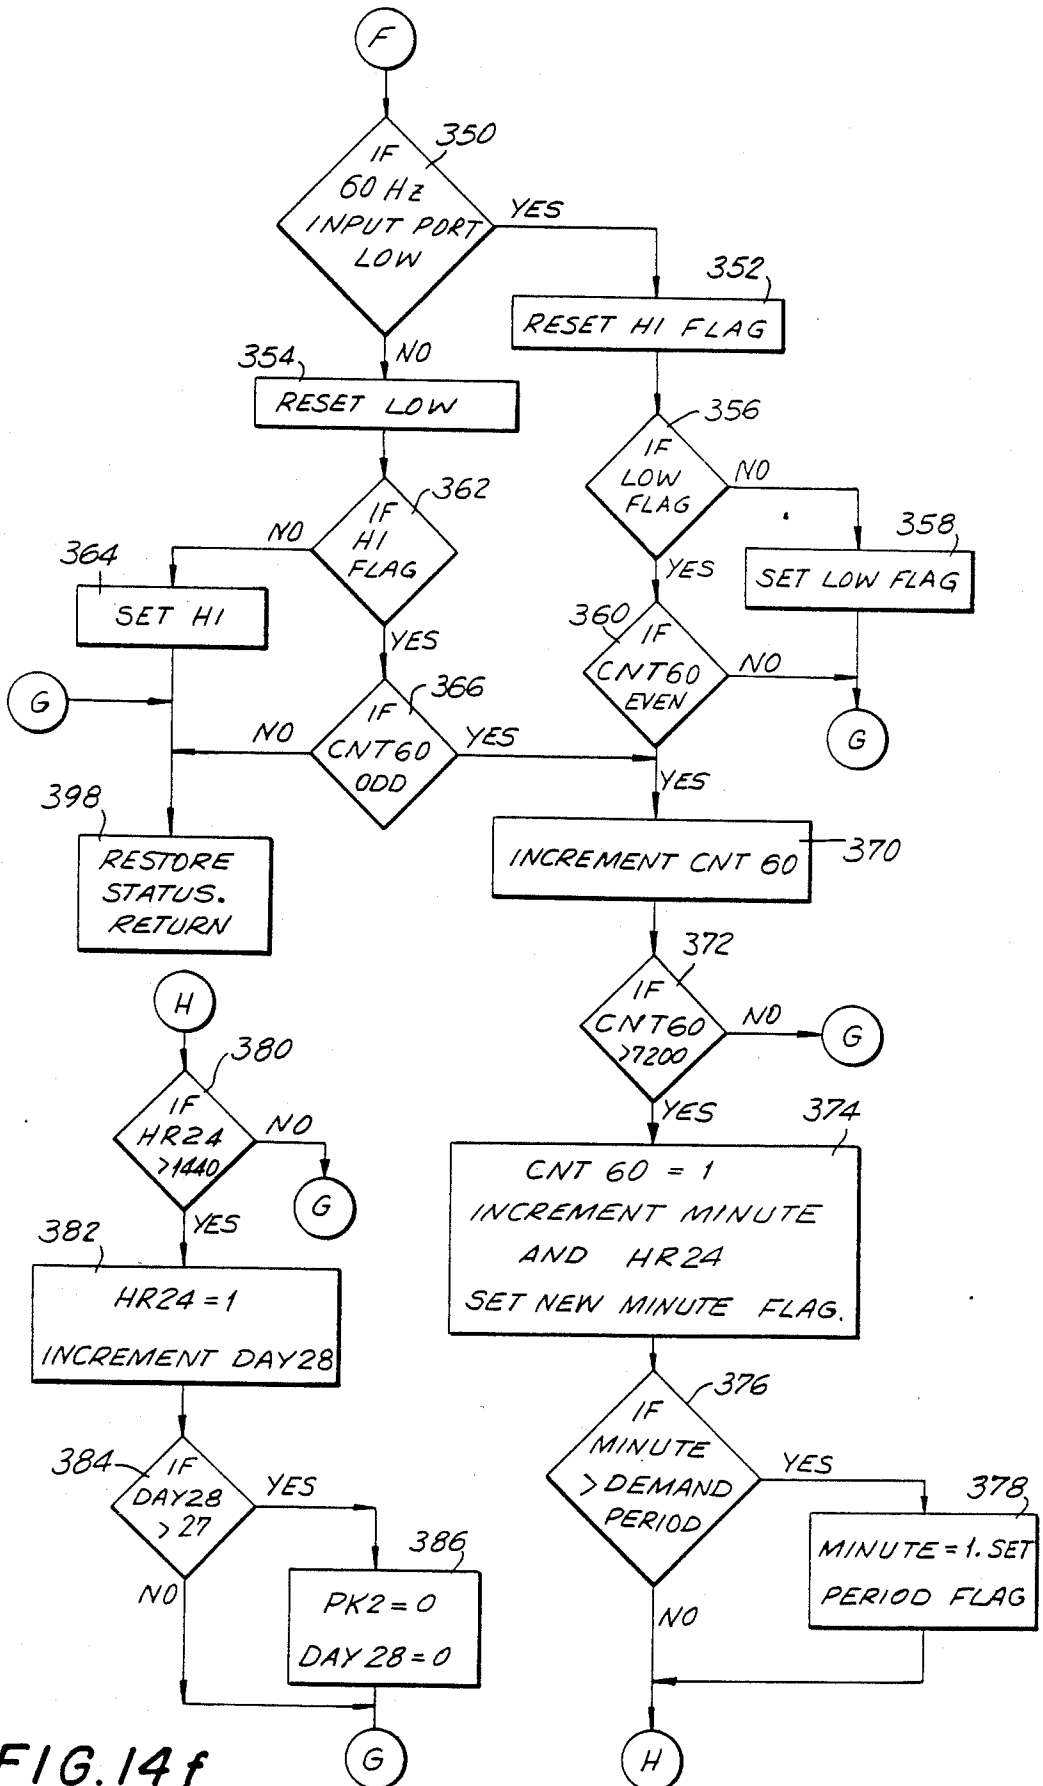 F
350
IF
60 Hz
INPUT PORT
LOW
YES
352
RESET HI FLAG
NO
354
RESET LOW
356
IF
LOW
FLAG
NO
358
SET LOW FLAG
YES
362
IF
HI
FLAG
NO
364
SET HI
YES
360
IF
CNT60
EVEN
NO
G
G
366
IF
CNT60
ODD
NO
YES
YES
398
RESTORE
STATUS.
RETURN
370
INCREMENT CNT 60
372
IF
CNT60
>7200
NO
G
YES
H
380
IF
HR24
>1440
NO
G
YES
374
CNT 60 = 1
INCREMENT MINUTE
AND HR24
SET NEW MINUTE FLAG.
382
HR24 = 1
INCREMENT DAY28
376
IF
MINUTE
> DEMAND
PERIOD
YES
378
MINUTE = 1. SET
PERIOD FLAG
NO
384
IF
DAY28
> 27
YES
386
PK2 = 0
DAY 28 = 0
NO
G
H
FIG. 14f